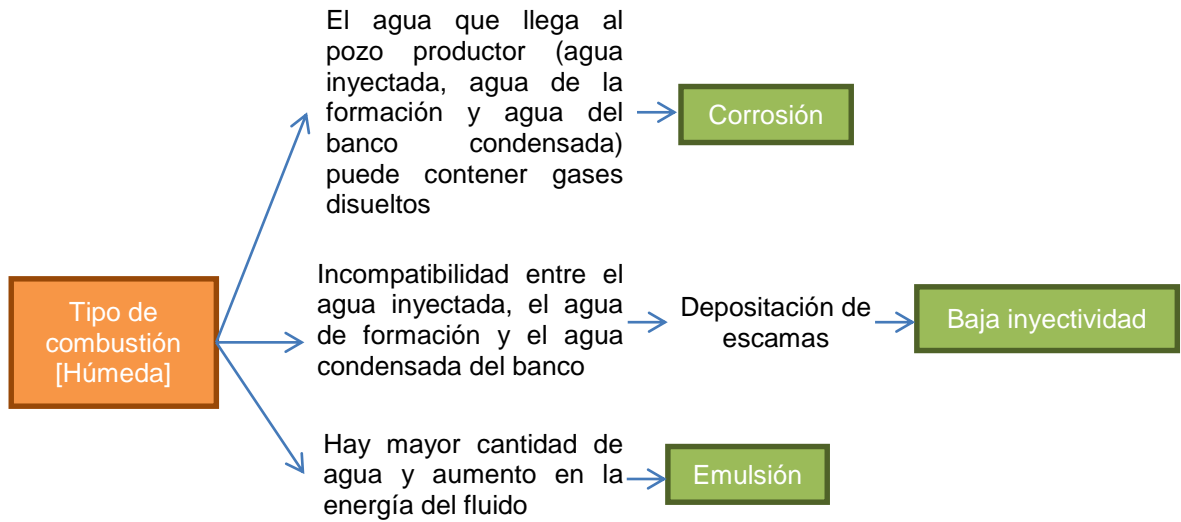 El agua que llega al
pozo productor (agua
inyectada, agua de la
formación y agua del
banco condensada)
puede contener gases
disueltos
Corrosión
Tipo de
combustión
[Húmeda]
Incompatibilidad entre el
agua inyectada, el agua
de formación y el agua
condensada del banco
Depositación de
escamas
Baja inyectividad
Hay mayor cantidad de
agua y aumento en la
energía del fluido
Emulsión